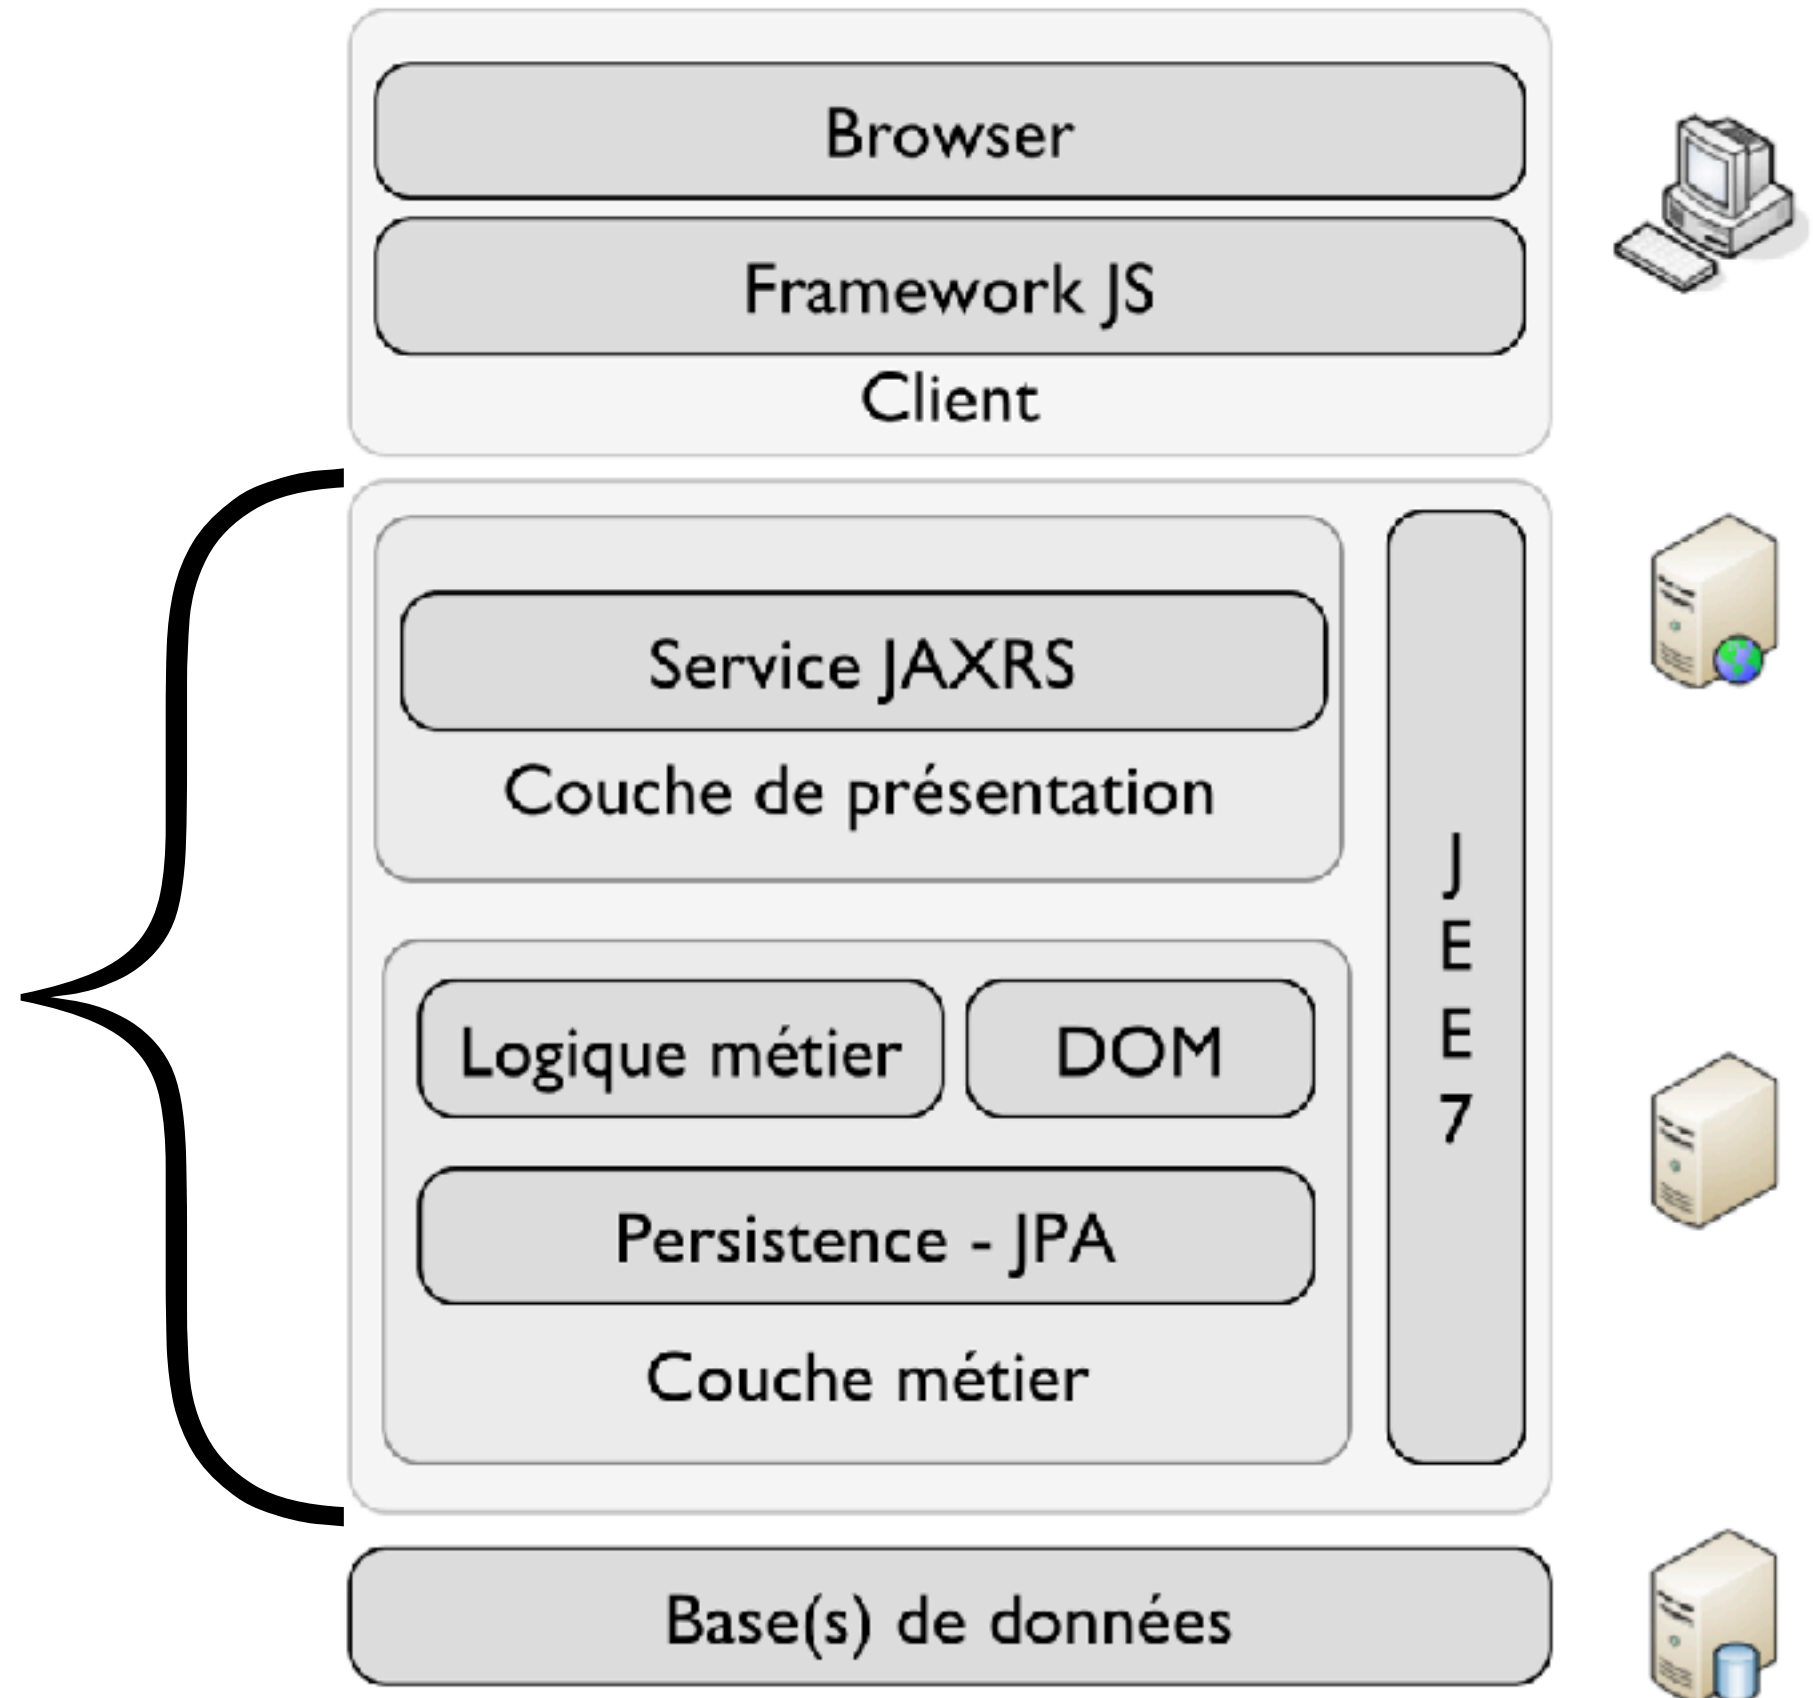 Browser
Framework JS
Client
Service JAXRS
Couche de présentation
J
E
E
7
Logique métier
DOM
Persistence - JPA
Couche métier
Base(s) de données